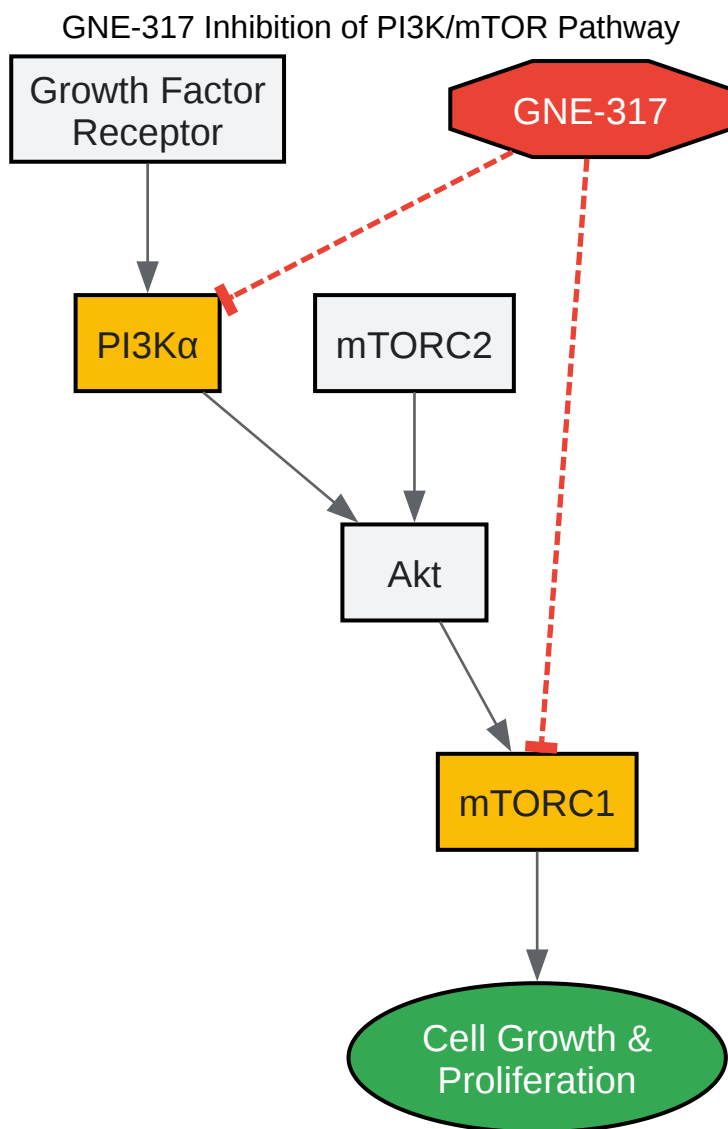 GNE-317 Inhibition of PI3K/mTOR Pathway
Growth Factor
Receptor
GNE-317
PI3Kα
mTORC2
Akt
mTORC1
Cell Growth &
Proliferation